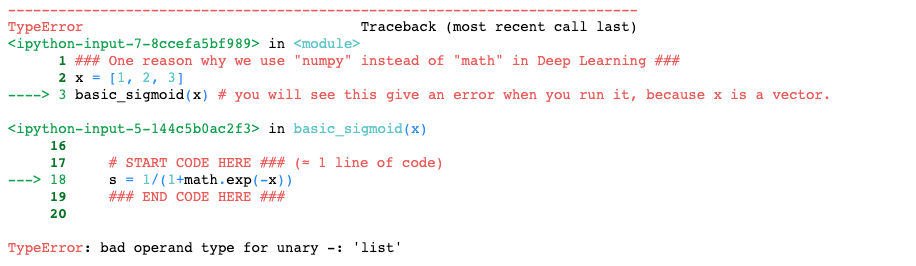 ---------------------------------------------------------------------------
TypeError                                 Traceback (most recent call last)
<ipython-input-7-8ccefa5bf989> in <module>
      1 ### One reason why we use "numpy" instead of "math" in Deep Learning ###
      2 x = [1, 2, 3]
----> 3 basic_sigmoid(x) # you will see this give an error when you run it, because x is a vector.

<ipython-input-5-144c5b0ac2f3> in basic_sigmoid(x)
     16
     17     # START CODE HERE ### (≈ 1 line of code)
---> 18     s = 1/(1+math.exp(-x))
     19     ### END CODE HERE ###
     20

TypeError: bad operand type for unary -: 'list'